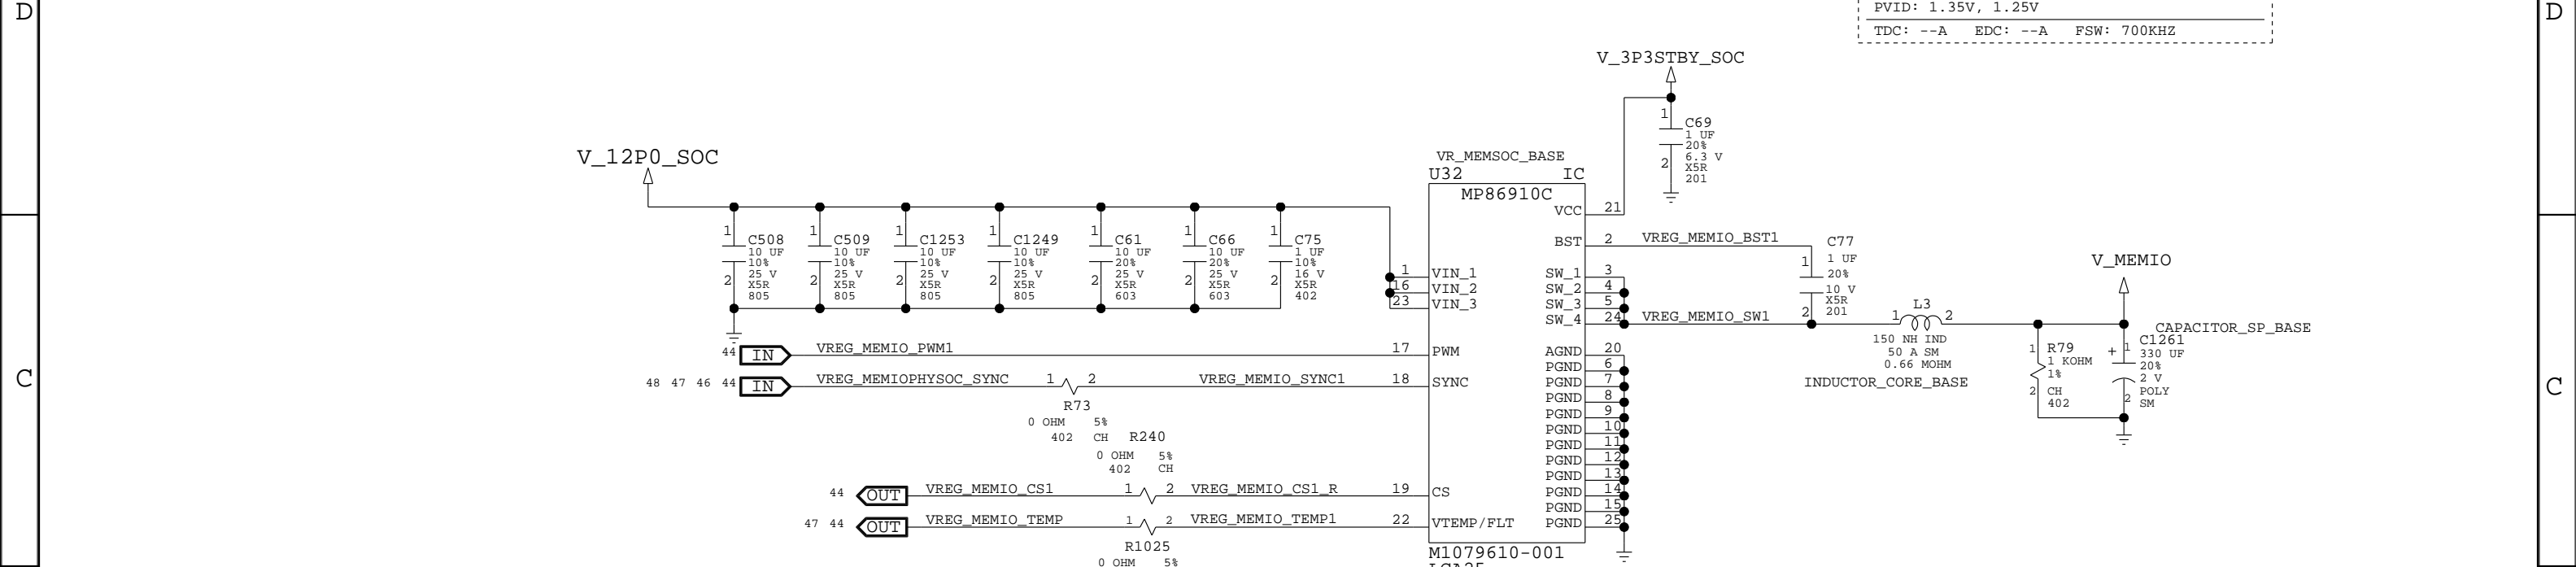 D
D
PVID: 1.35V, 1.25V
TDC: --A EDC: --A FSW: 700KHZ
V_3P3STBY_SOC
1
C69
1 UF
20%
6.3 V
X5R
201
2
V_12P0_SOC
VR_MEMSOC_BASE
U32 IC
MP86910C
VCC 21
BST 2 VREG_MEMIO_BST1
1
C508
10 UF
10%
25 V
X5R
805
2
1
C509
10 UF
10%
25 V
X5R
805
2
1
C1253
10 UF
10%
25 V
X5R
805
2
1
C1249
10 UF
10%
25 V
X5R
805
2
1
C61
10 UF
20%
25 V
X5R
603
2
1
C66
10 UF
20%
25 V
X5R
603
2
1
C75
1 UF
10%
16 V
X5R
402
2
1 VIN_1
16 VIN_2
23 VIN_3
SW_1 3
SW_2 4
SW_3 5
SW_4 24 VREG_MEMIO_SW1
C77
1 UF
1
20%
10 V
X5R
201
2
V_MEMIO
L3
1 2
150 NH IND
50 A SM
0.66 MOHM
INDUCTOR_CORE_BASE
CAPACITOR_SP_BASE
1
R79
1 KOHM
1%
2
CH
402
C1261
+ 1
330 UF
20%
2 V
POLY
SM
2
44 IN VREG_MEMIO_PWM1 17 PWM
48 47 46 44 IN VREG_MEMIOPHYSOC_SYNC 1 2 VREG_MEMIO_SYNC1 18 SYNC
R73
0 OHM 5%
402 CH
R240
0 OHM 5%
402 CH
44 OUT VREG_MEMIO_CS1 1 2 VREG_MEMIO_CS1_R 19 CS
47 44 OUT VREG_MEMIO_TEMP 1 2 VREG_MEMIO_TEMP1 22 VTEMP/FLT
R1025
0 OHM 5%
AGND 20
PGND 6
PGND 7
PGND 8
PGND 9
PGND 10
PGND 11
PGND 12
PGND 13
PGND 14
PGND 15
PGND 25
M1079610-001
C
C